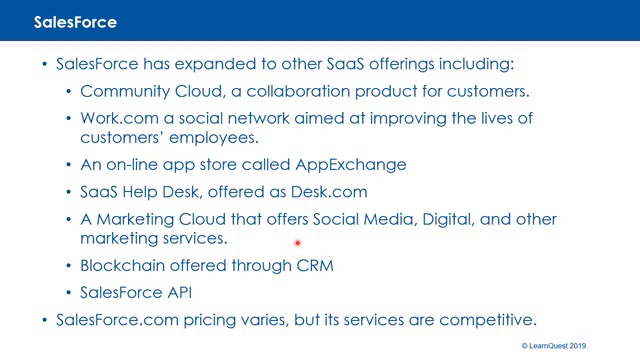 SalesForce
• SalesForce has expanded to other SaaS offerings including:
• Community Cloud, a collaboration product for customers.
• Work.com a social network aimed at improving the lives of
customers’ employees.
• An on-line app store called AppExchange
• SaaS Help Desk, offered as Desk.com
• A Marketing Cloud that offers Social Media, Digital, and other
marketing services.
• Blockchain offered through CRM
• SalesForce API
• SalesForce.com pricing varies, but its services are competitive.
© LearnQuest 2019